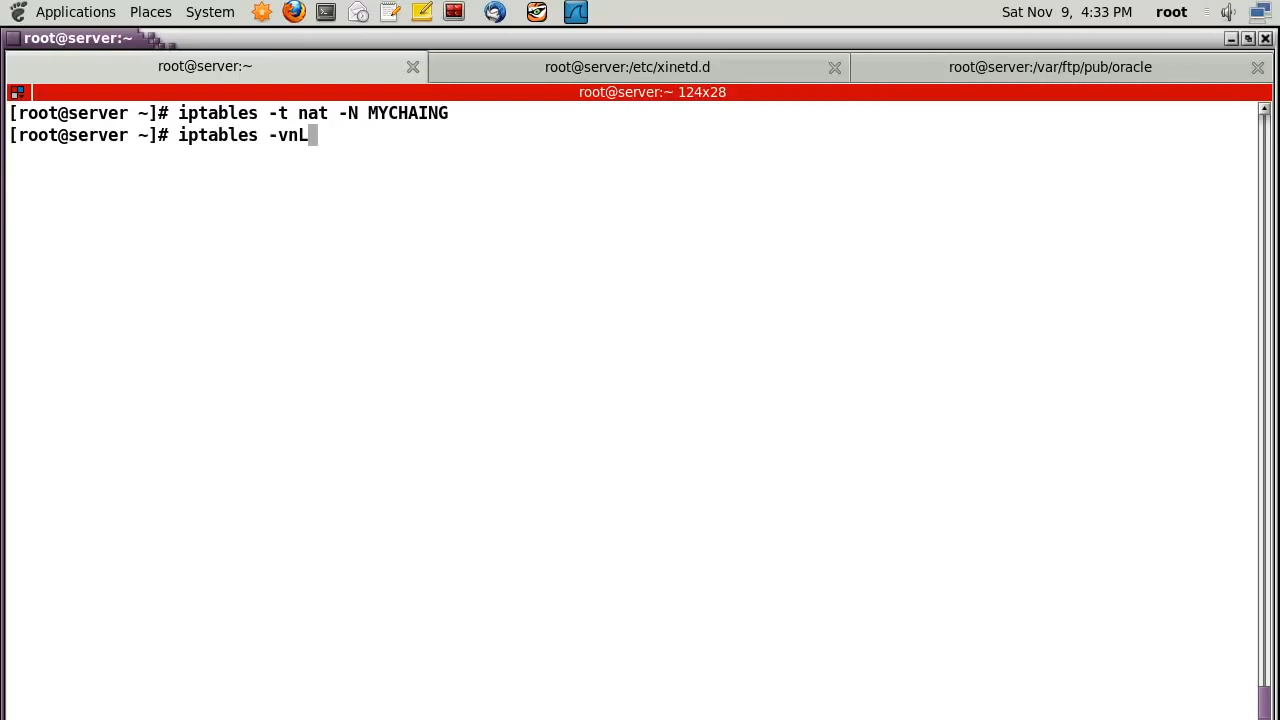 Applications Places System Sat Nov 9, 4:33 PM root
root@server:~
root@server:~ root@server:/etc/xinetd.d root@server:/var/ftp/pub/oracle
root@server:~ 124x28
[root@server ~]# iptables -t nat -N MYCHAING
[root@server ~]# iptables -vnL